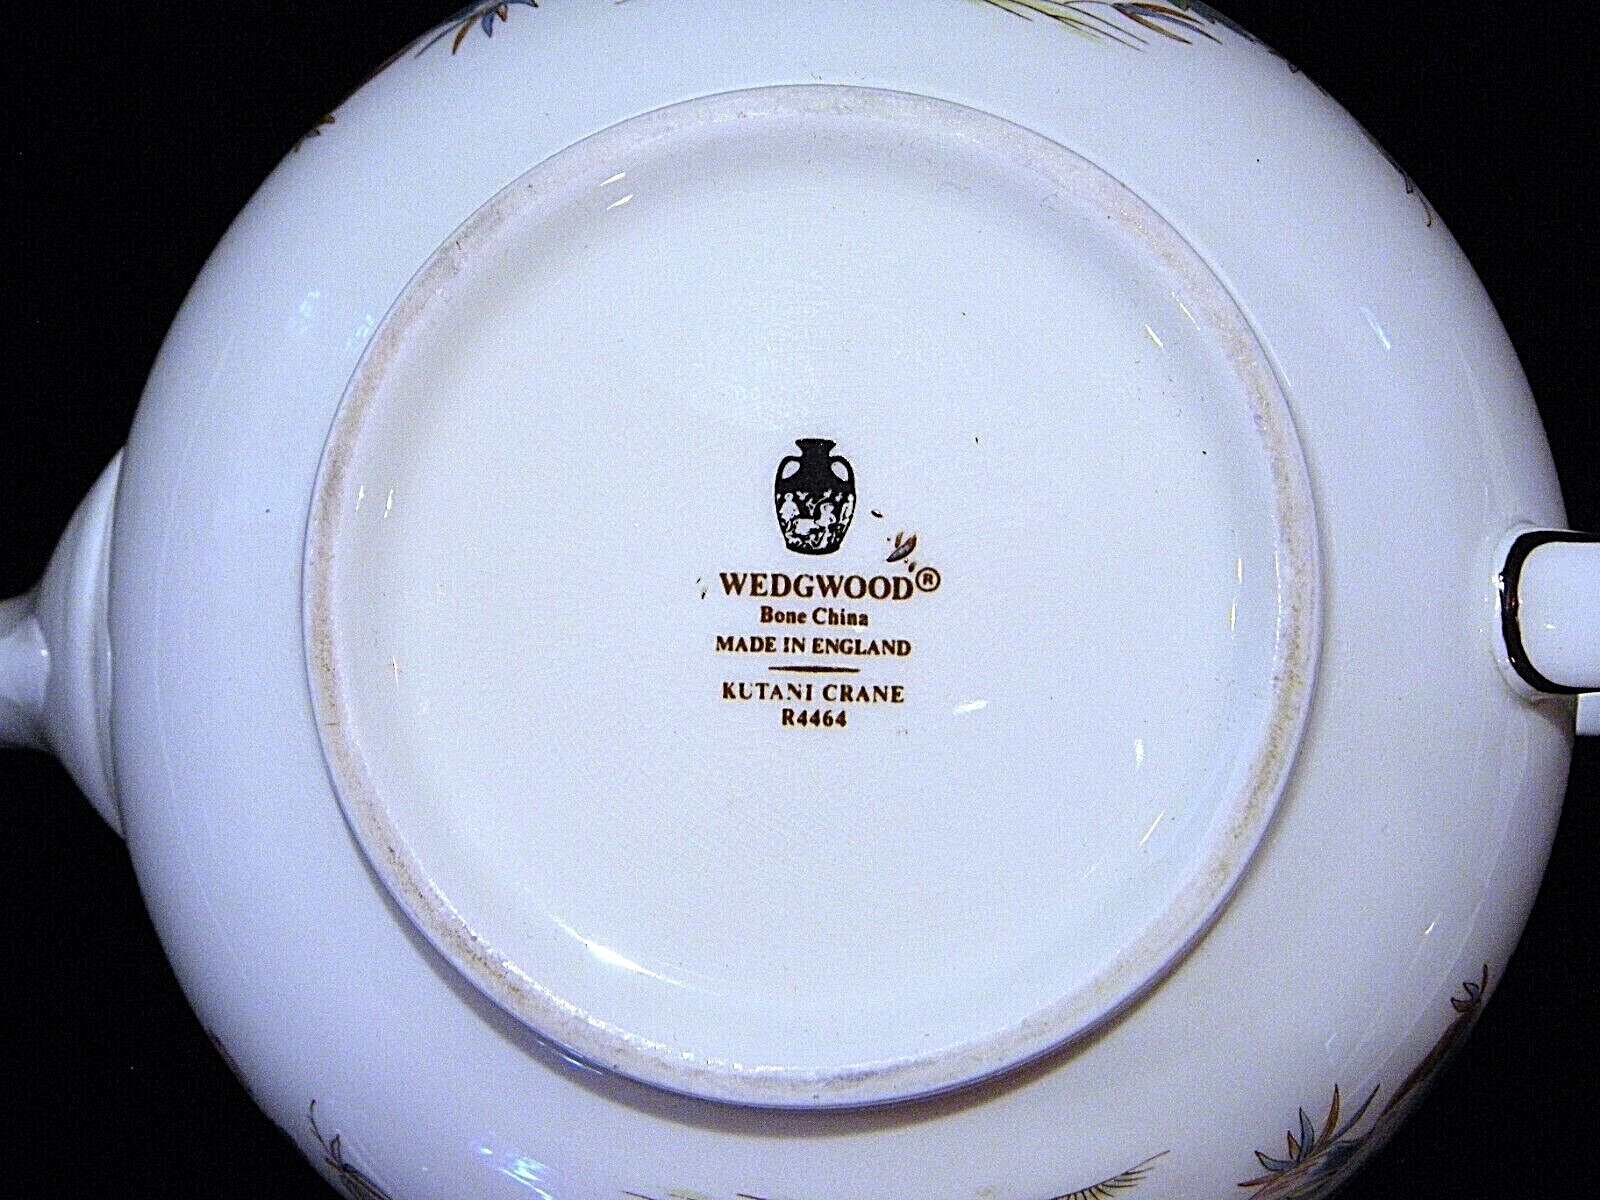 WEDGWOOD®
Bone China
MADE IN ENGLAND
KUTANI CRANE
R4464